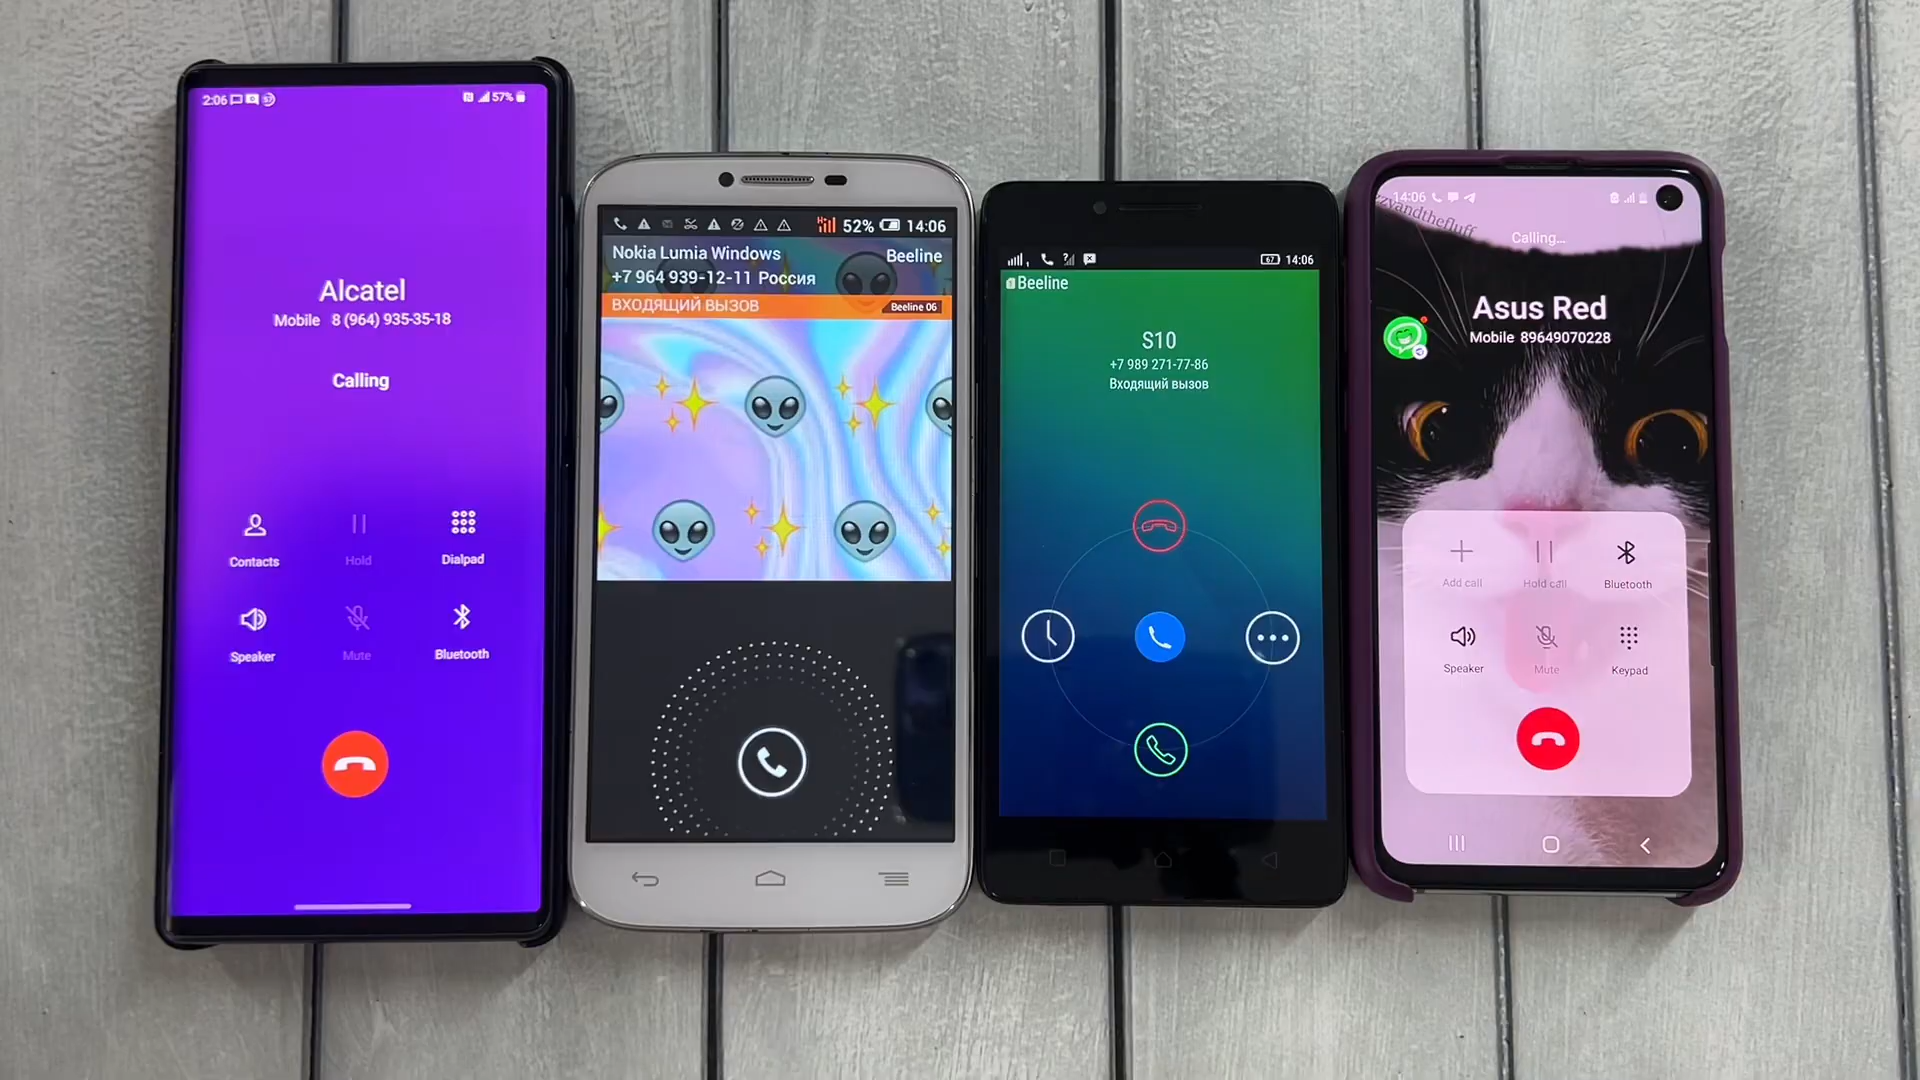 2:06
57%
Alcatel
Mobile 8 (964) 935-35-18
Calling
Contacts
Hold
Dialpad
Speaker
Mute
Bluetooth
52% 14:06
Nokia Lumia Windows
Beeline
+7 964 939-12-11 Россия
ВХОДЯЩИЙ ВЫЗОВ
Beeline 06
67 14:06
Beeline
S10
+7 989 271-77-86
Входящий вызов
14:06
andthefluff
Calling...
Asus Red
Mobile 89649070228
Add call
Hold call
Bluetooth
Speaker
Mute
Keypad